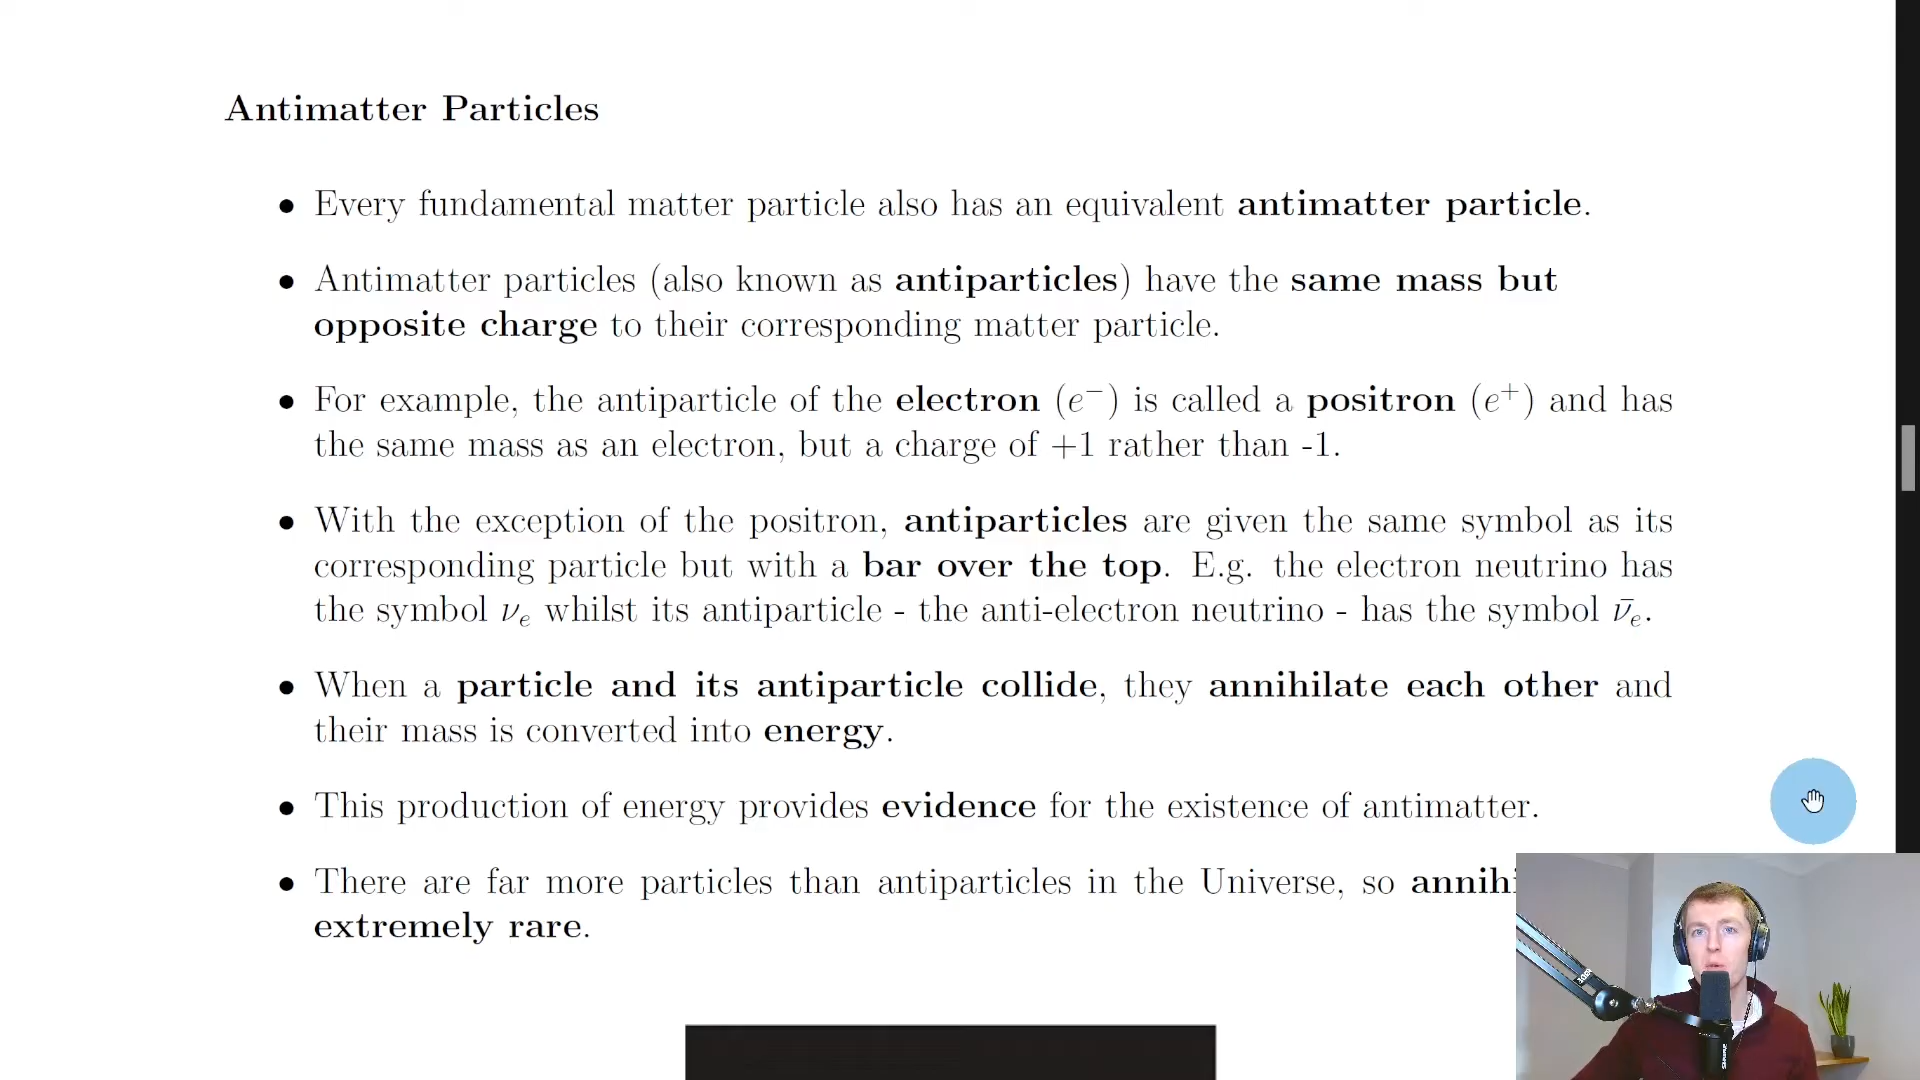 Antimatter Particles
• Every fundamental matter particle also has an equivalent antimatter particle.
• Antimatter particles (also known as antiparticles) have the same mass but
opposite charge to their corresponding matter particle.
• For example, the antiparticle of the electron (e⁻) is called a positron (e⁺) and has
the same mass as an electron, but a charge of +1 rather than -1.
• With the exception of the positron, antiparticles are given the same symbol as its
corresponding particle but with a bar over the top. E.g. the electron neutrino has
the symbol νₑ whilst its antiparticle - the anti-electron neutrino - has the symbol ν̄ₑ.
• When a particle and its antiparticle collide, they annihilate each other and
their mass is converted into energy.
• This production of energy provides evidence for the existence of antimatter.
• There are far more particles than antiparticles in the Universe, so annihi
extremely rare.